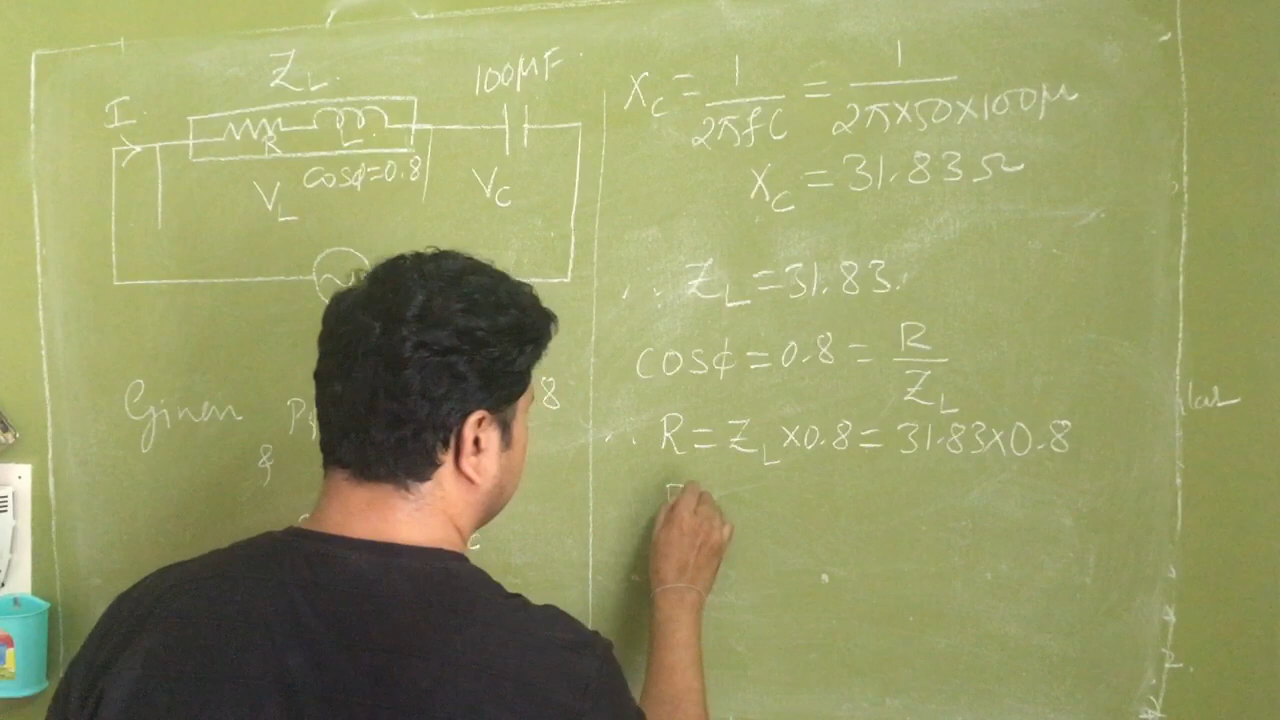 Z_L
100μF
I
R
L
cosϕ=0.8
V_L
V_C
Given
&
8
c
X_C = 1/2πfC = 1/2π×50×100μ
X_C = 31.83Ω
∴ Z_L = 31.83
cosϕ = 0.8 = R/Z_L
∴ R = Z_L ×0.8 = 31.83×0.8